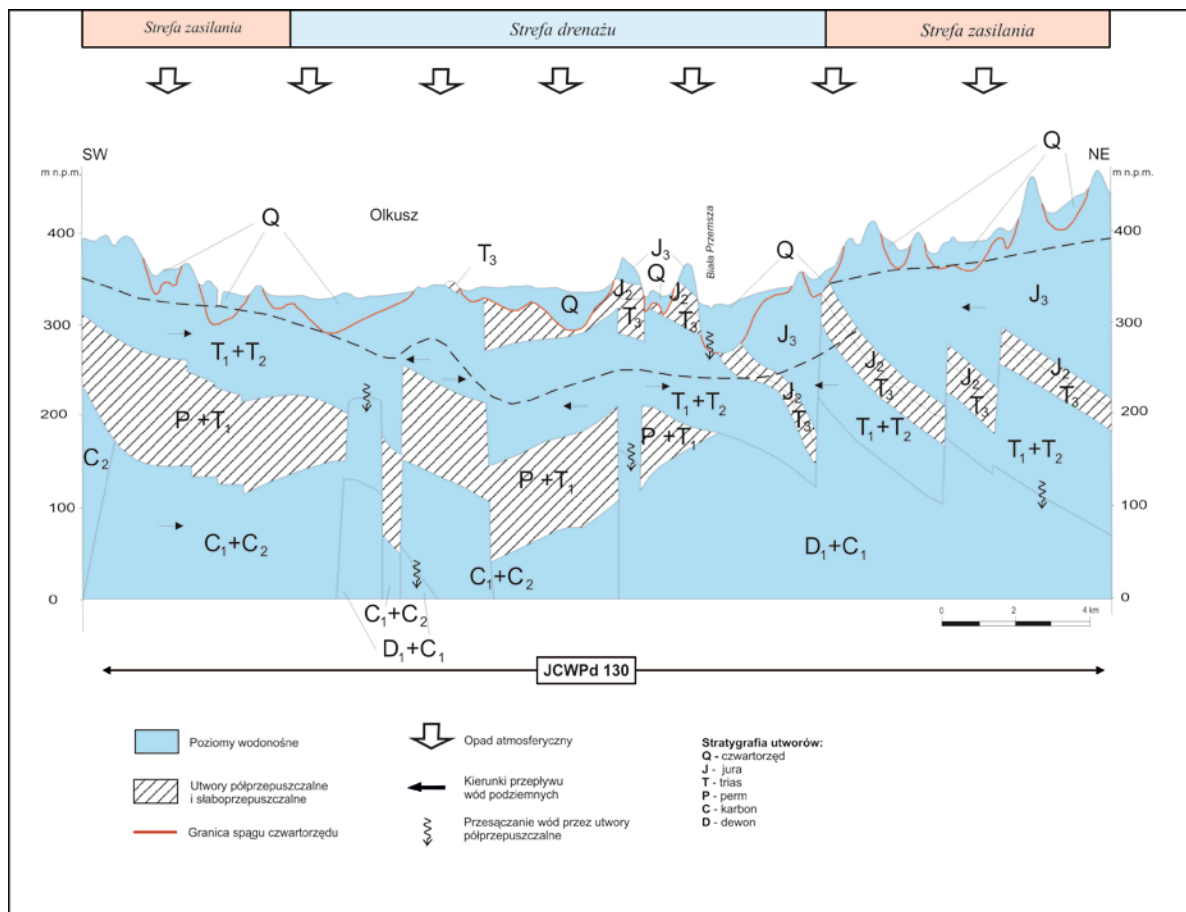 Strefa zasilania Strefa drenażu Strefa zasilania
SW Q NE
m n.p.m. m n.p.m.
Q Olkusz Biała Przemsza
400 400
T₃ J₃ Q
Q J₂ Q J₂
T₃ T₃ J₃ J₃
300 300
T₁+T₂ J₂ J₂ J₂
T₁+T₂ J₂ T₃ T₃ T₃
200 P+T₁ P+T₁ T₃ T₁+T₂ 200
C₂ P+T₁ T₁+T₂
100 100
C₁+C₂ D₁+C₁
C₁+C₂
0 0
C₁+C₂ 0 2 4 km
D₁+C₁
JCWPd 130
Poziomy wodonośne
Utwory półprzepuszczalne
i słaboprzepuszczalne
Granica spągu czwartorzędu
Opad atmosferyczny
Kierunki przepływu
wód podziemnych
Przesączanie wód przez utwory
półprzepuszczalne
Stratygrafia utworów:
Q - czwartorzęd
J - jura
T - trias
P - perm
C - karbon
D - dewon